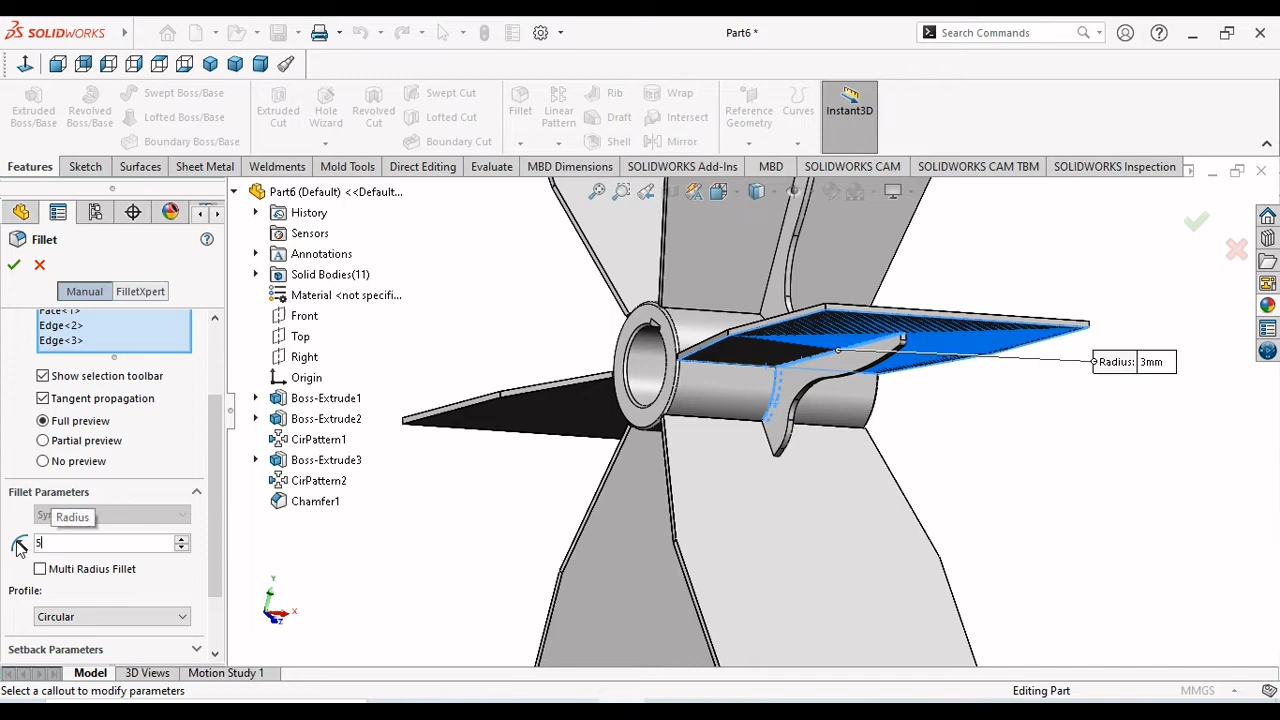 SOLIDWORKS
Part6 *
Search Commands
Extruded Boss/Base
Revolved Boss/Base
Swept Boss/Base
Lofted Boss/Base
Boundary Boss/Base
Extruded Cut
Hole Wizard
Revolved Cut
Swept Cut
Lofted Cut
Boundary Cut
Fillet
Linear Pattern
Rib
Draft
Shell
Wrap
Intersect
Mirror
Reference Geometry
Curves
Instant3D
Features
Sketch
Surfaces
Sheet Metal
Weldments
Mold Tools
Direct Editing
Evaluate
MBD Dimensions
SOLIDWORKS Add-Ins
MBD
SOLIDWORKS CAM
SOLIDWORKS CAM TBM
SOLIDWORKS Inspection
Fillet
Manual
FilletXpert
Face<1>
Edge<2>
Edge<3>
Show selection toolbar
Tangent propagation
Full preview
Partial preview
No preview
Fillet Parameters
Radius
5
Multi Radius Fillet
Profile:
Circular
Setback Parameters
Part6 (Default) <<Default...
History
Sensors
Annotations
Solid Bodies(11)
Material <not specifi...
Front
Top
Right
Origin
Boss-Extrude1
Boss-Extrude2
CirPattern1
Boss-Extrude3
CirPattern2
Chamfer1
Radius: 3mm
Y
X
Z
Model
3D Views
Motion Study 1
Select a callout to modify parameters
Editing Part
MMGS